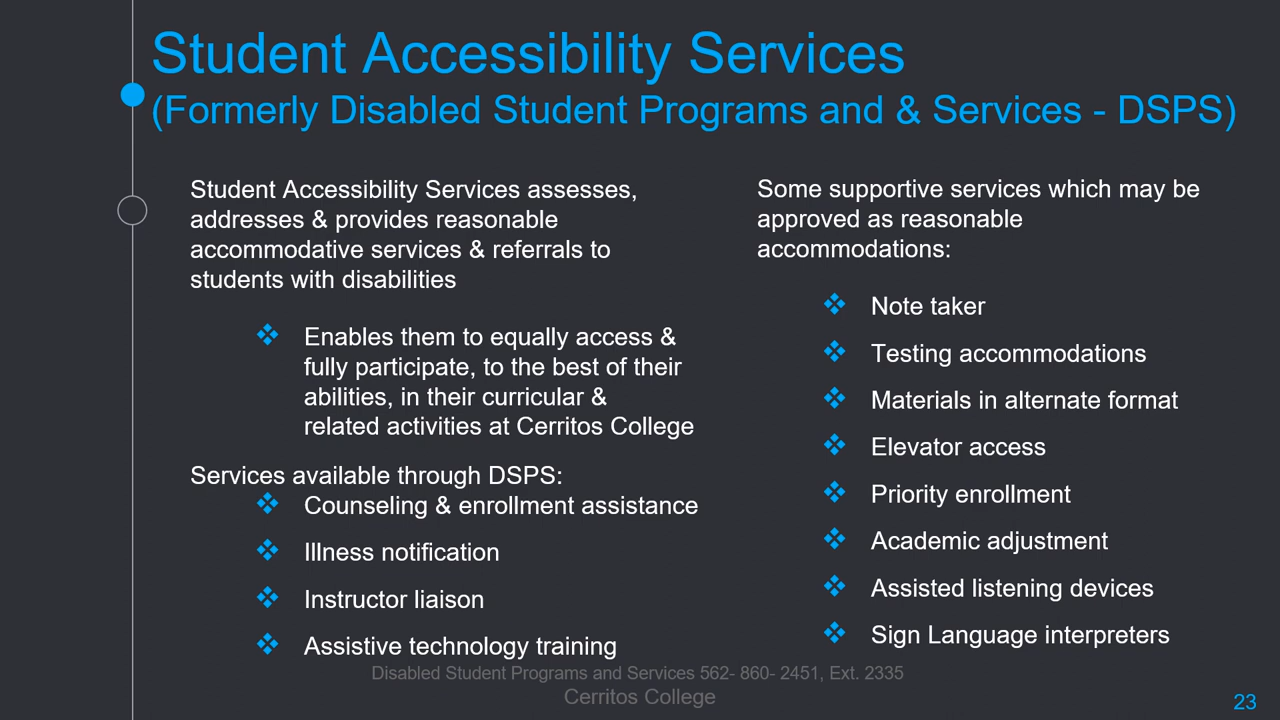 Student Accessibility Services
(Formerly Disabled Student Programs and & Services - DSPS)
Student Accessibility Services assesses,
addresses & provides reasonable
accommodative services & referrals to
students with disabilities
Enables them to equally access &
fully participate, to the best of their
abilities, in their curricular &
related activities at Cerritos College
Services available through DSPS:
Counseling & enrollment assistance
Illness notification
Instructor liaison
Assistive technology training
Some supportive services which may be
approved as reasonable
accommodations:
Note taker
Testing accommodations
Materials in alternate format
Elevator access
Priority enrollment
Academic adjustment
Assisted listening devices
Sign Language interpreters
Disabled Student Programs and Services 562- 860- 2451, Ext. 2335
Cerritos College
23